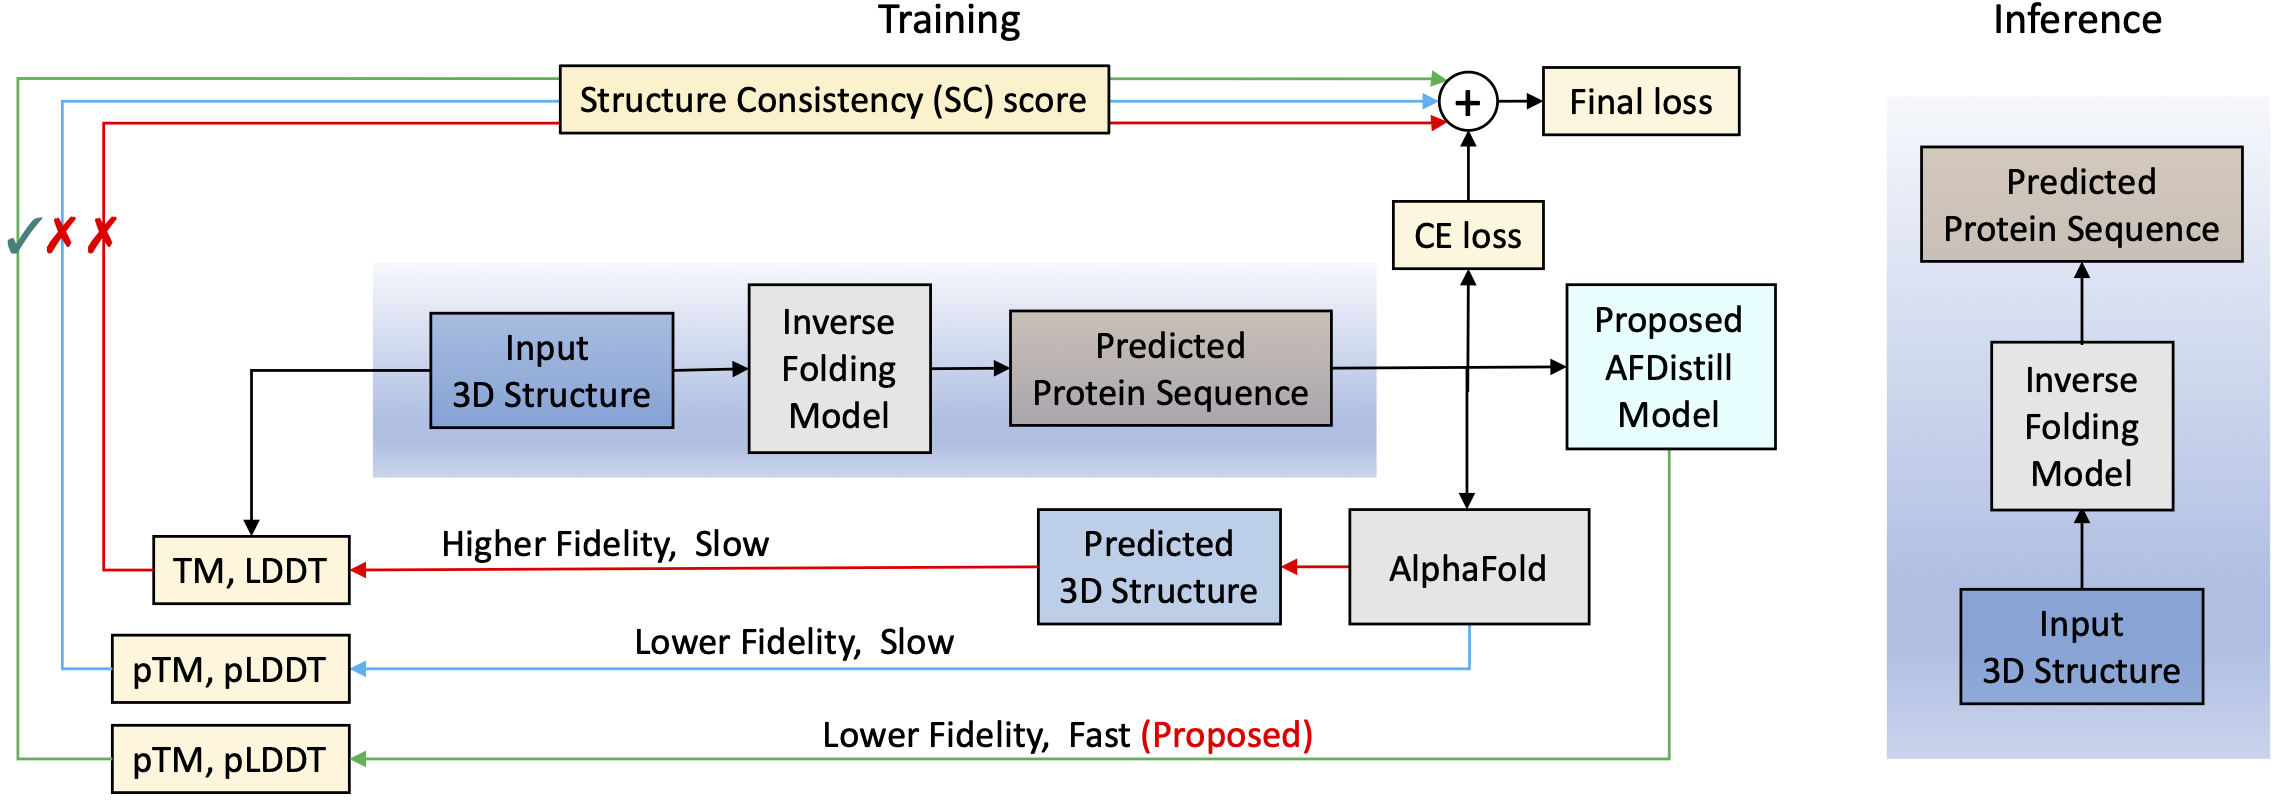 Training
Inference
Structure Consistency (SC) score
+
Final loss
CE loss
Input
3D Structure
Inverse
Folding
Model
Predicted
Protein Sequence
Proposed
AFDistill
Model
TM, LDDT
Higher Fidelity, Slow
Predicted
3D Structure
AlphaFold
pTM, pLDDT
Lower Fidelity, Slow
pTM, pLDDT
Lower Fidelity, Fast (Proposed)
Predicted
Protein Sequence
Inverse
Folding
Model
Input
3D Structure